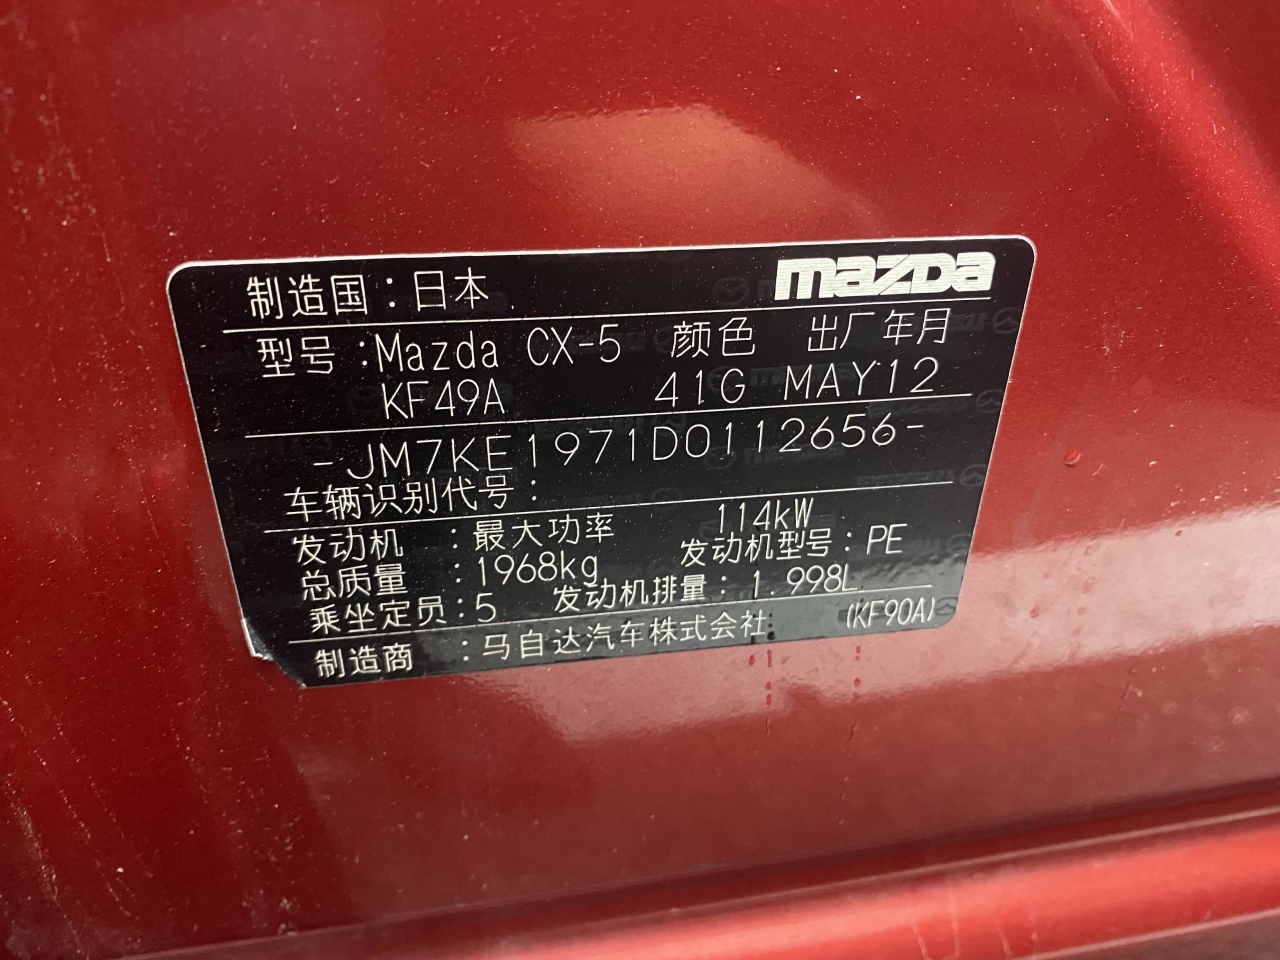 制造国：日本 mazda
型号：Mazda CX-5 颜色 出厂年月
KF49A 41G MAY12
-JM7KE1971D0112656-
车辆识别代号：
发动机 ：最大功率 114kW
总质量 ：1968kg 发动机型号：PE
乘坐定员：5 发动机排量：1.998L
制造商 ：马自达汽车株式会社 (KF90A)